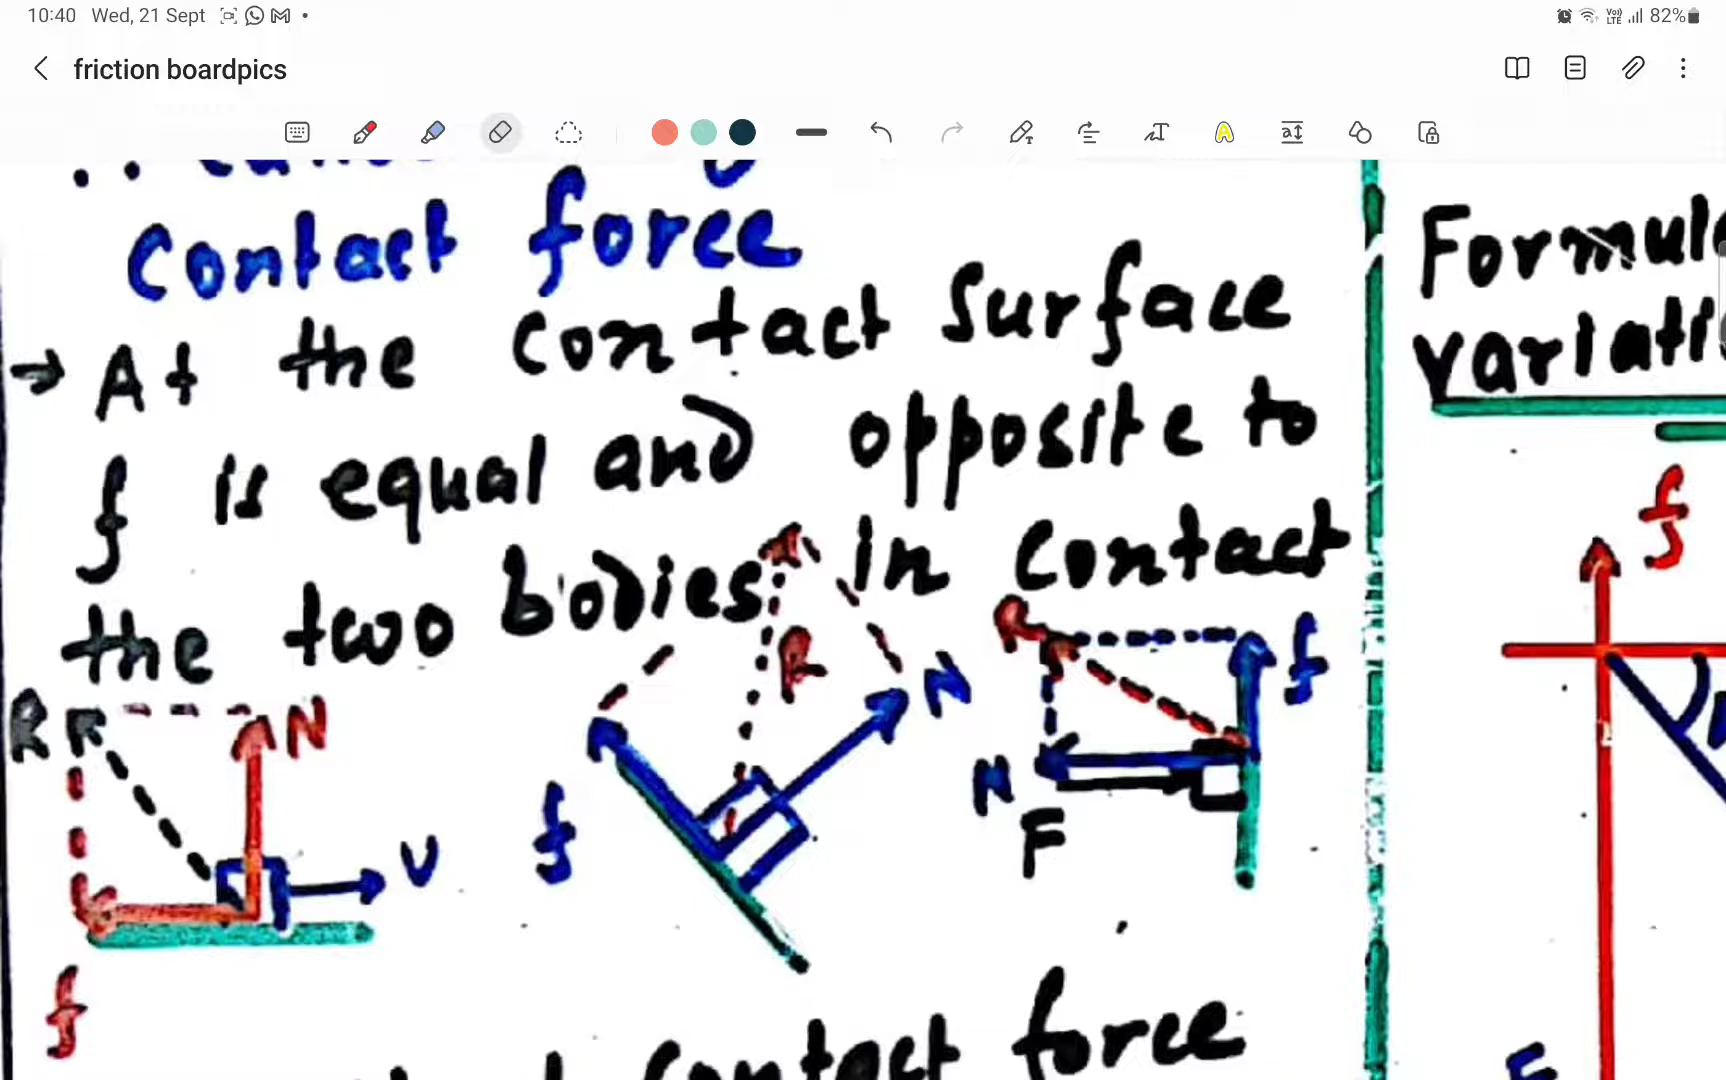 10:40 Wed, 21 Sept
82%
friction boardpics
Contact force
→ At the contact surface
f is equal and opposite to
the two bodies in contact
R N
V
f
R
N
f
R
f
N
F
contact force
Formul
variati
f